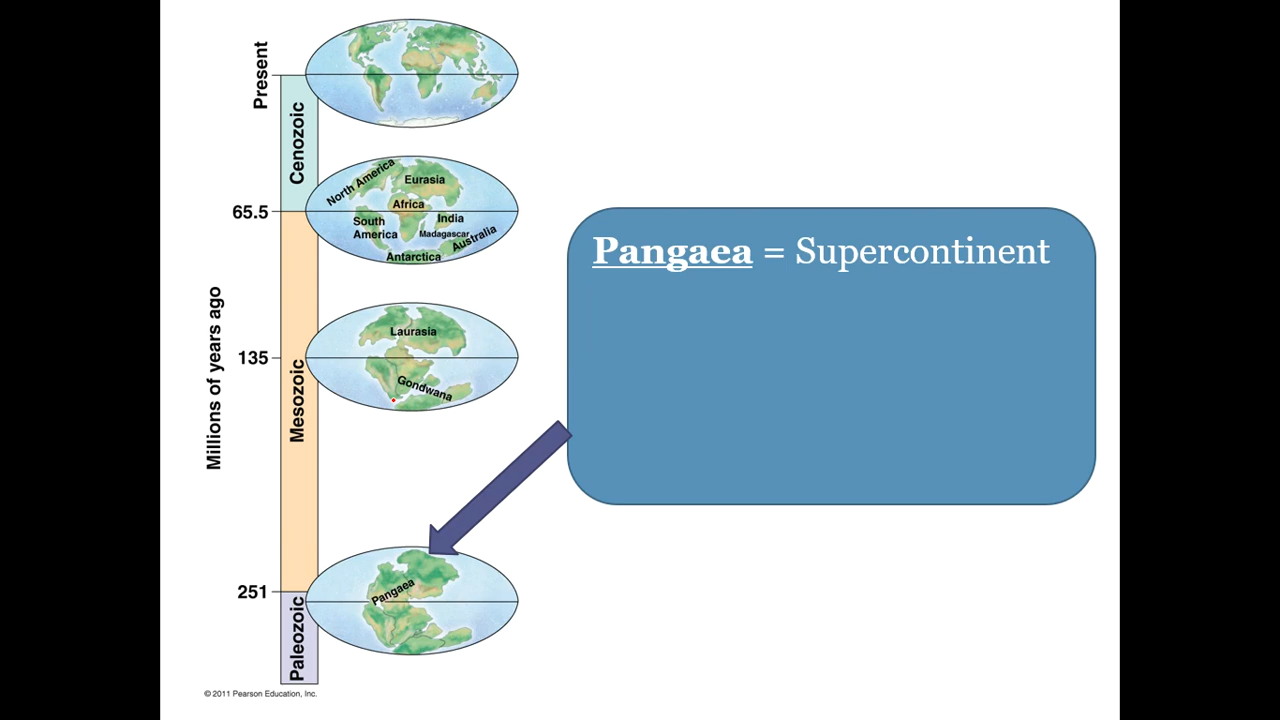 Present
Cenozoic
North America
Eurasia
Africa
65.5
South
America
India
Madagascar
Australia
Antarctica
Pangaea = Supercontinent
Millions of years ago
Mesozoic
Laurasia
135
Gondwana
251
Pangaea
Paleozoic
© 2011 Pearson Education, Inc.